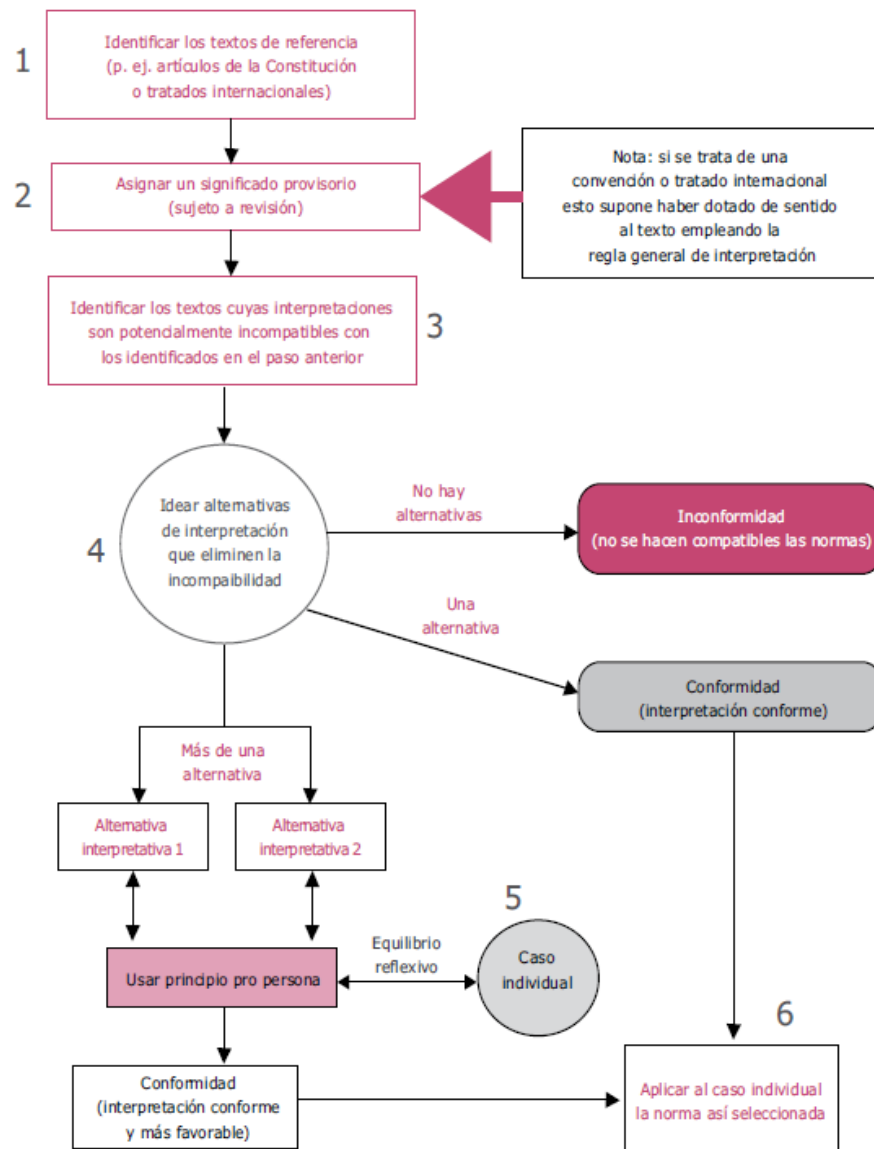 1
Identificar los textos de referencia
(p. ej. artículos de la Constitución
o tratados internacionales)
2
Asignar un significado provisorio
(sujeto a revisión)
Nota: si se trata de una
convención o tratado internacional
esto supone haber dotado de sentido
al texto empleando la
regla general de interpretación
Identificar los textos cuyas interpretaciones
son potencialmente incompatibles con
los identificados en el paso anterior
3
4
Idear alternativas
de interpretación
que eliminen la
incompaibilidad
No hay
alternativas
Inconformidad
(no se hacen compatibles las normas)
Una
alternativa
Conformidad
(interpretación conforme)
Más de una
alternativa
Alternativa
interpretativa 1
Alternativa
interpretativa 2
Usar principio pro persona
Equilibrio
reflexivo
5
Caso
individual
Conformidad
(interpretación conforme
y más favorable)
6
Aplicar al caso individual
la norma así seleccionada